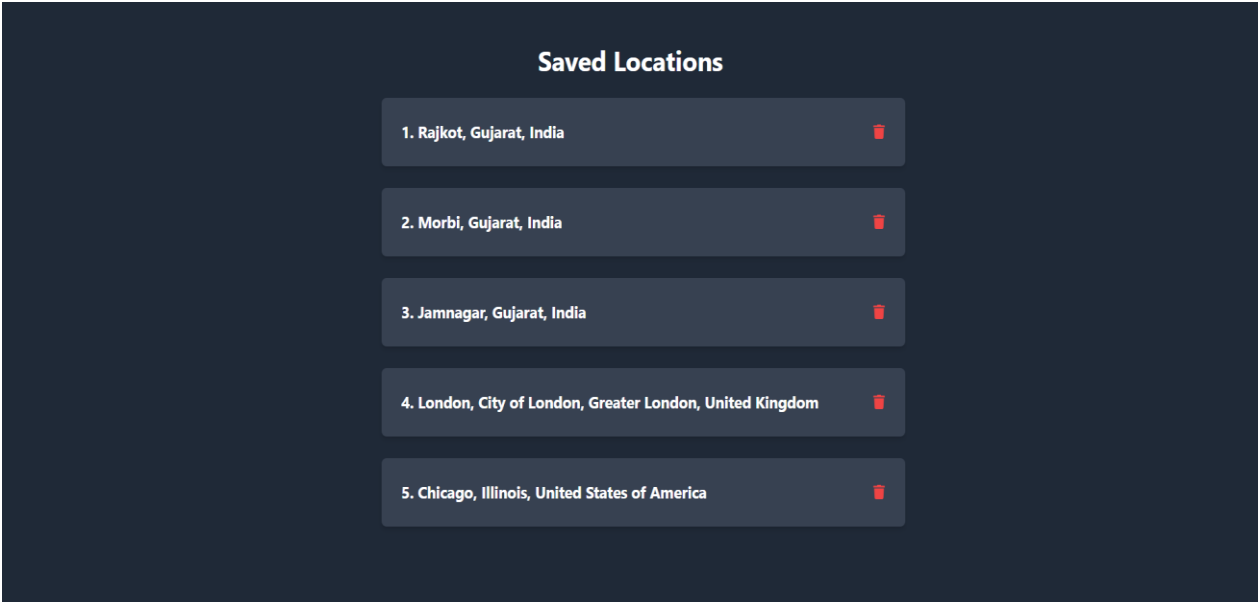 Saved Locations
1. Rajkot, Gujarat, India
2. Morbi, Gujarat, India
3. Jamnagar, Gujarat, India
4. London, City of London, Greater London, United Kingdom
5. Chicago, Illinois, United States of America